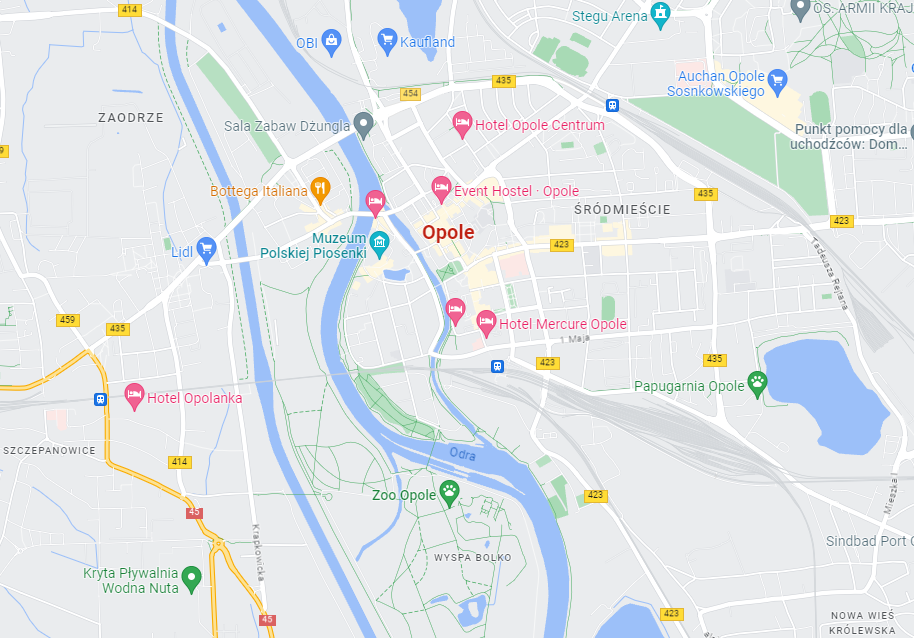 414
OS. ARMII KRAJ
Stegu Arena
OBI
Kaufland
435
Auchan Opole
Sosnkowskiego
454
ZAODRZE
Sala Zabaw Dżungla
Hotel Opole Centrum
Punkt pomocy dla
uchodźców: Dom...
9
Bottega Italiana
Event Hostel · Opole
435
ŚRÓDMIEŚCIE
423
Opole
Muzeum
Polskiej Piosenki
423
Lidl
Tadeusza Rejtana
459
435
Hotel Mercure Opole
1 Maja
423
435
Papugarnia Opole
Hotel Opolanka
SZCZEPANOWICE
Odra
414
Zoo Opole
423
Mieszka I
45
Krapkowicka
Sindbad Port O
WYSPA BOLKO
Kryta Pływalnia
Wodna Nuta
45
423
NOWA WIEŚ
KRÓLEWSKA